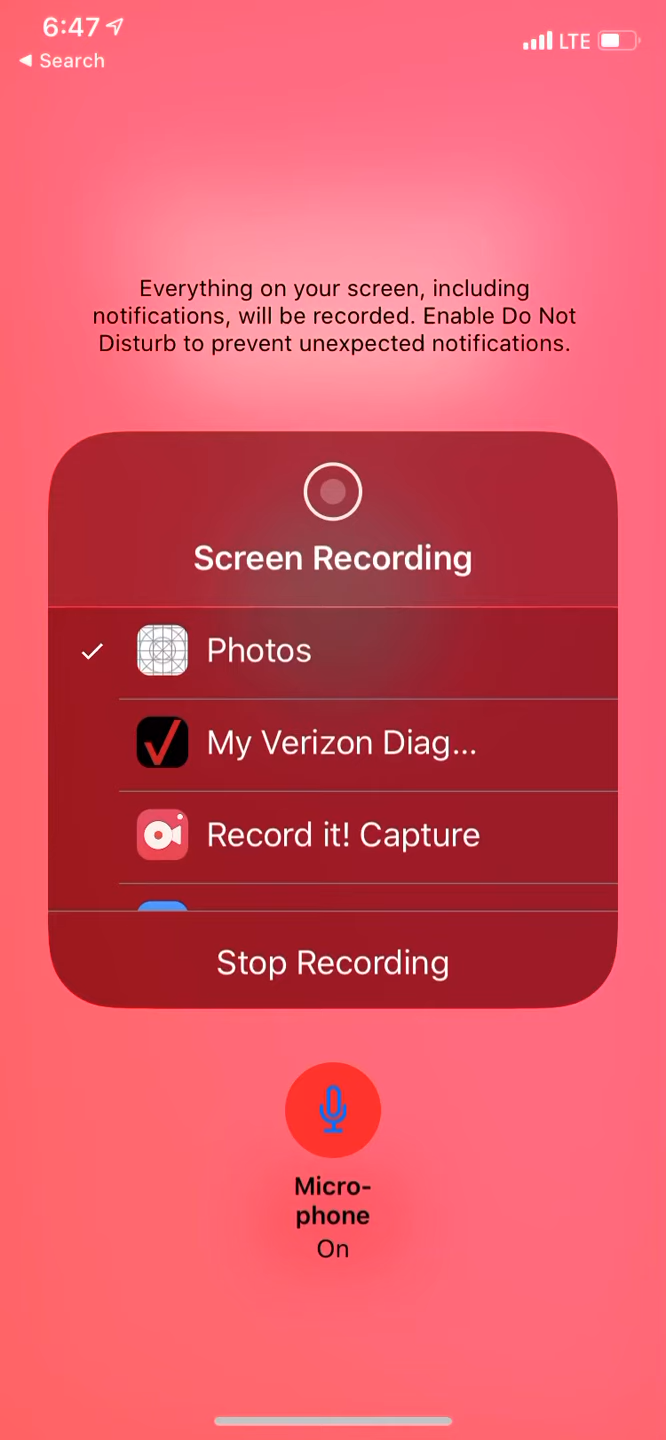 6:47
LTE
Search
Everything on your screen, including
notifications, will be recorded. Enable Do Not
Disturb to prevent unexpected notifications.
Screen Recording
Photos
My Verizon Diag...
Record it! Capture
Stop Recording
Micro-
phone
On